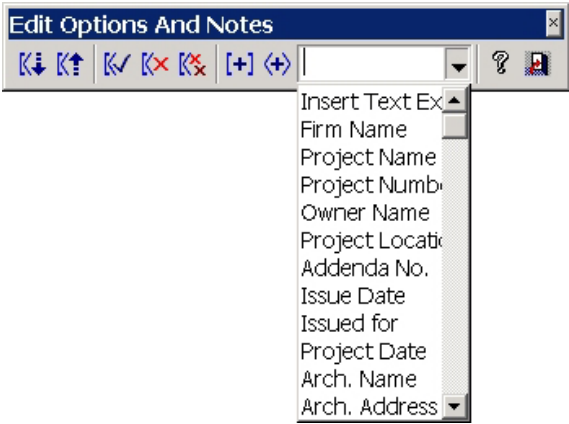 Edit Options And Notes
[+] <+>
Insert Text Ex
Firm Name
Project Name
Project Numb
Owner Name
Project Locati
Addenda No.
Issue Date
Issued for
Project Date
Arch. Name
Arch. Address